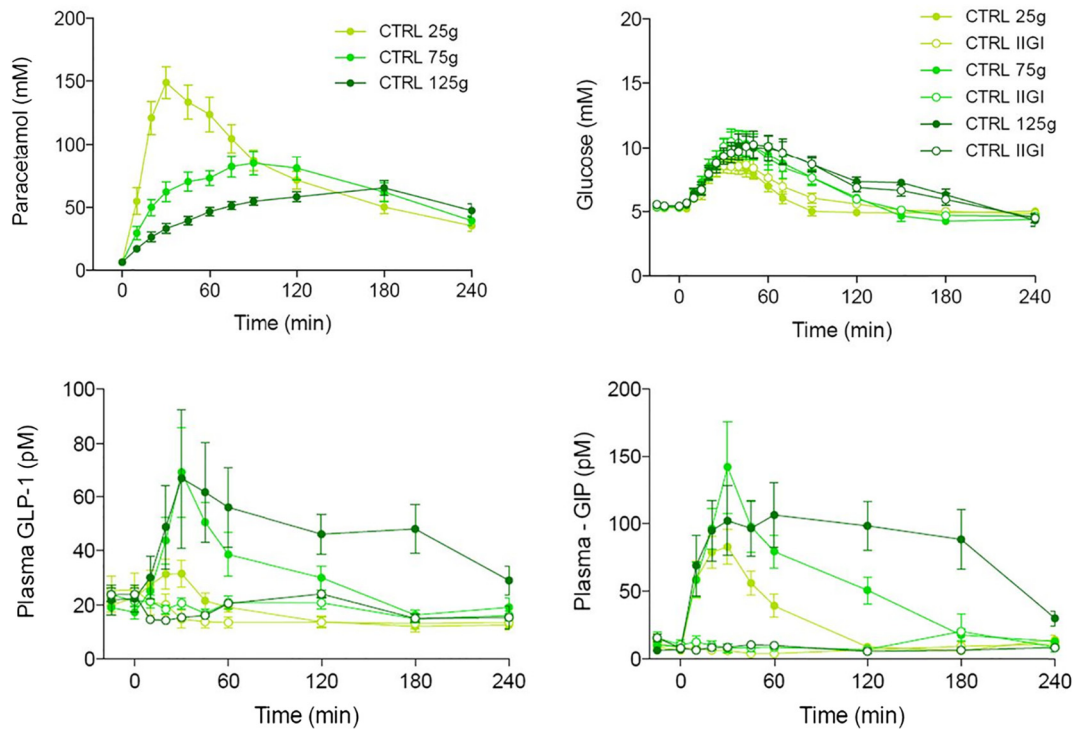 200
150
100
50
0
Paracetamol (mM)
CTRL 25g
CTRL 75g
CTRL 125g
0 60 120 180 240
Time (min)
20
15
10
5
0
Glucose (mM)
CTRL 25g
CTRL IIGI
CTRL 75g
CTRL IIGI
CTRL 125g
CTRL IIGI
0 60 120 180 240
Time (min)
100
80
60
40
20
0
Plasma GLP-1 (pM)
0 60 120 180 240
Time (min)
200
150
100
50
0
Plasma - GIP (pM)
0 60 120 180 240
Time (min)